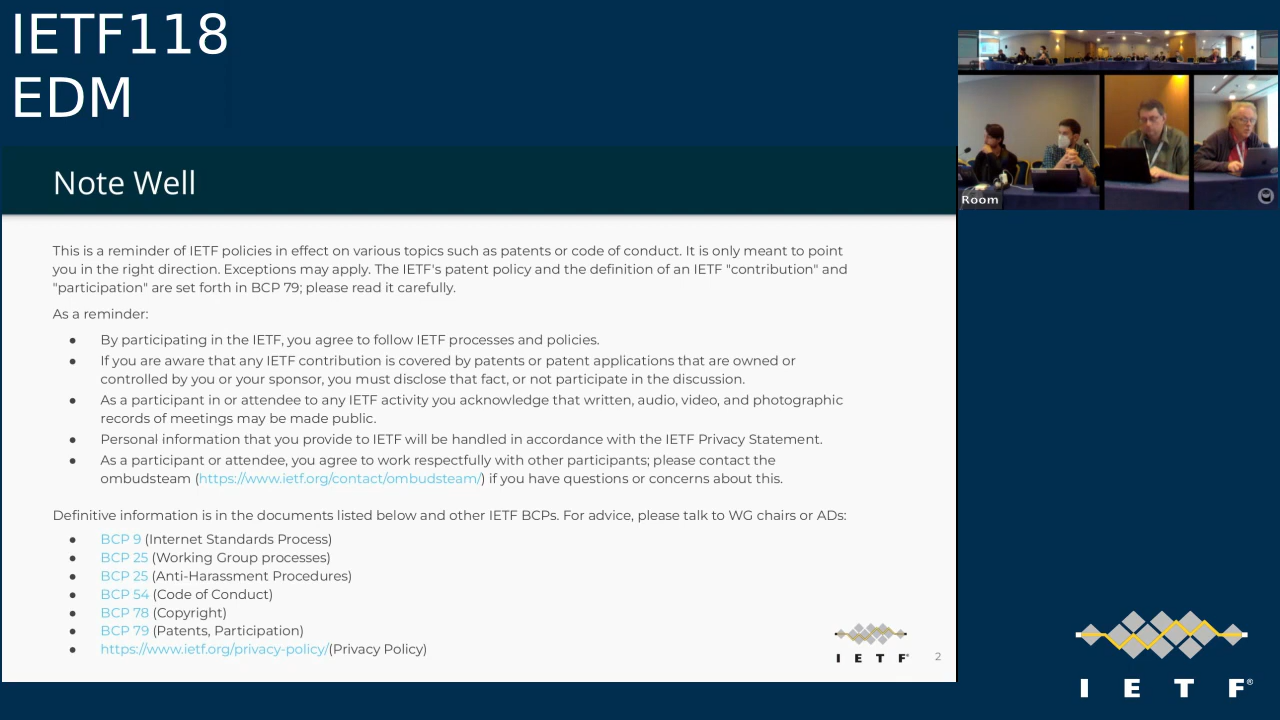 IETF118
EDM
Note Well
This is a reminder of IETF policies in effect on various topics such as patents or code of conduct. It is only meant to point
you in the right direction. Exceptions may apply. The IETF's patent policy and the definition of an IETF "contribution" and
"participation" are set forth in BCP 79; please read it carefully.
As a reminder:
● By participating in the IETF, you agree to follow IETF processes and policies.
● If you are aware that any IETF contribution is covered by patents or patent applications that are owned or
controlled by you or your sponsor, you must disclose that fact, or not participate in the discussion.
● As a participant in or attendee to any IETF activity you acknowledge that written, audio, video, and photographic
records of meetings may be made public.
● Personal information that you provide to IETF will be handled in accordance with the IETF Privacy Statement.
● As a participant or attendee, you agree to work respectfully with other participants; please contact the
ombudsteam (https://www.ietf.org/contact/ombudsteam/) if you have questions or concerns about this.
Definitive information is in the documents listed below and other IETF BCPs. For advice, please talk to WG chairs or ADs:
● BCP 9 (Internet Standards Process)
● BCP 25 (Working Group processes)
● BCP 25 (Anti-Harassment Procedures)
● BCP 54 (Code of Conduct)
● BCP 78 (Copyright)
● BCP 79 (Patents, Participation)
● https://www.ietf.org/privacy-policy/(Privacy Policy)
I E T F®
2
Room
I E T F®